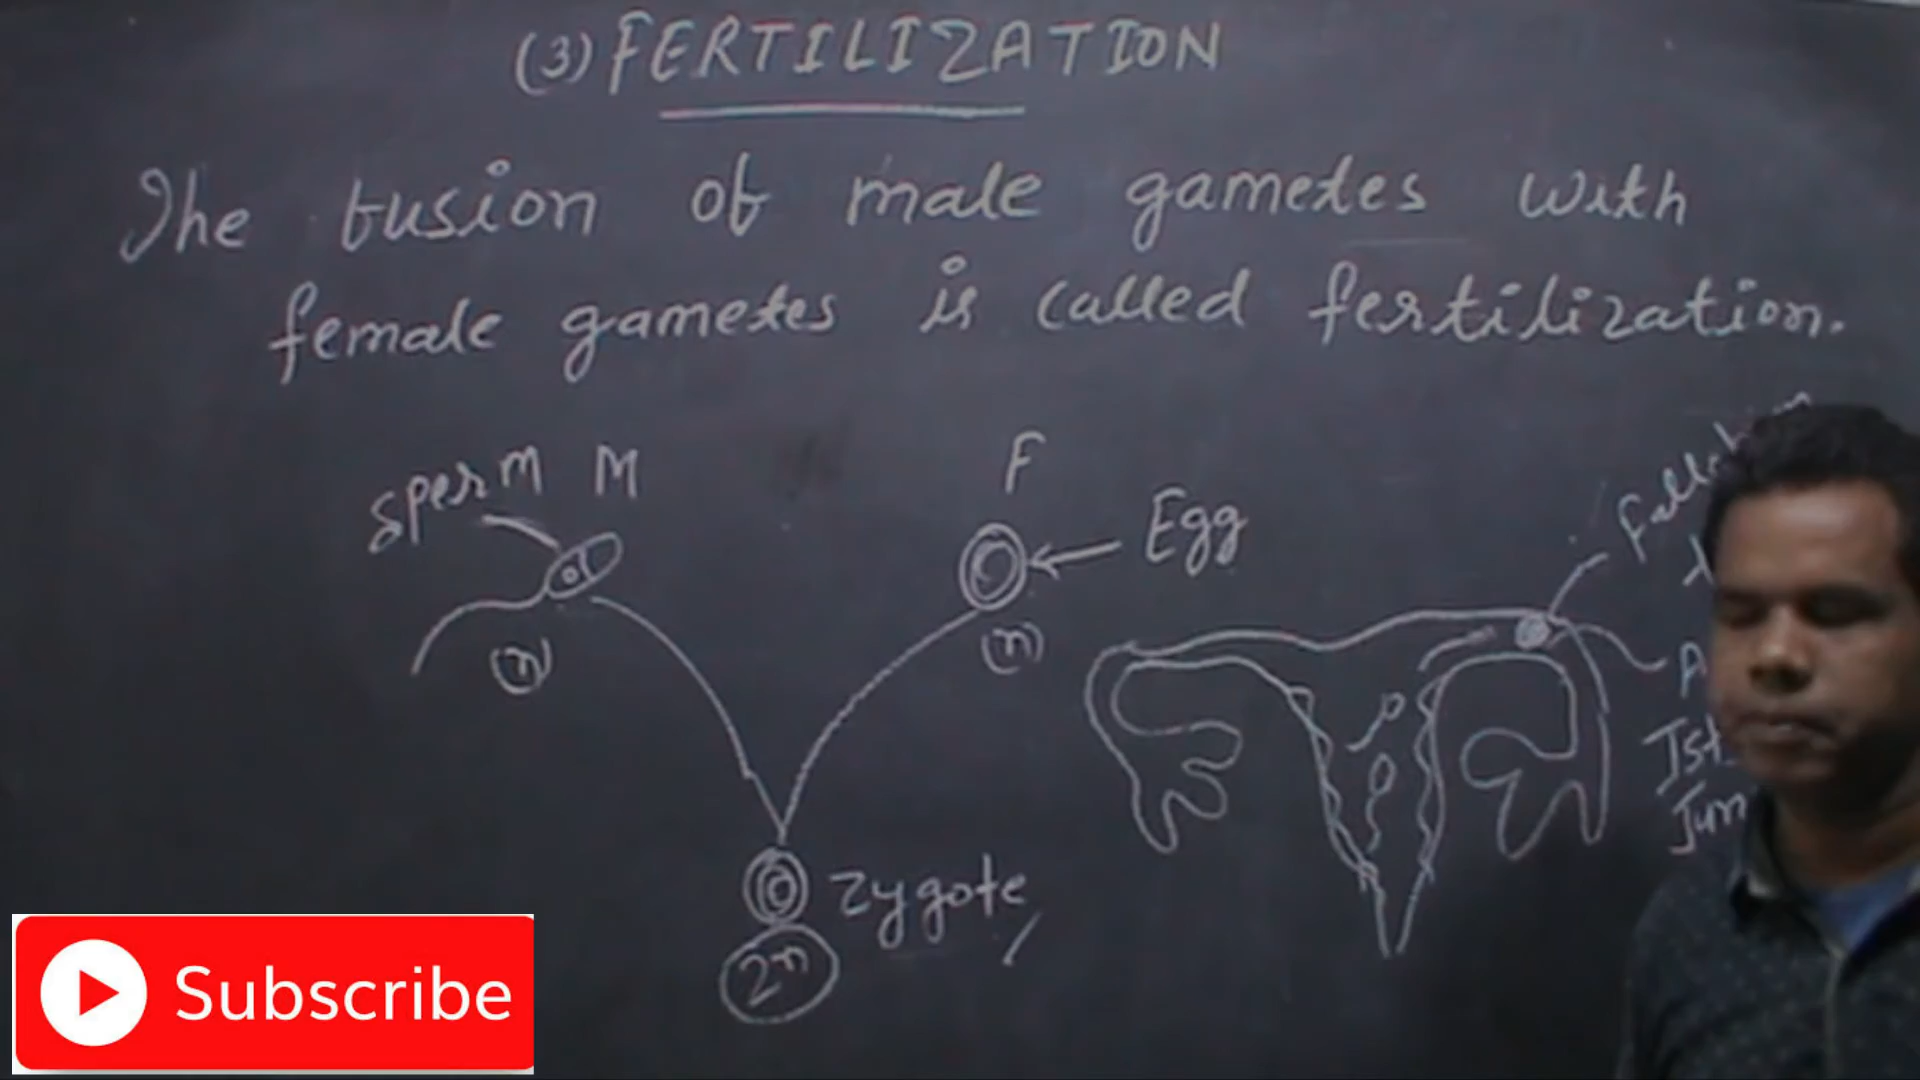 (3) FERTILIZATION
The fusion of male gametes with
female gametes is called fertilization.
sperm M
F
Egg
(n)
(n)
Zygote
2n
Subscribe